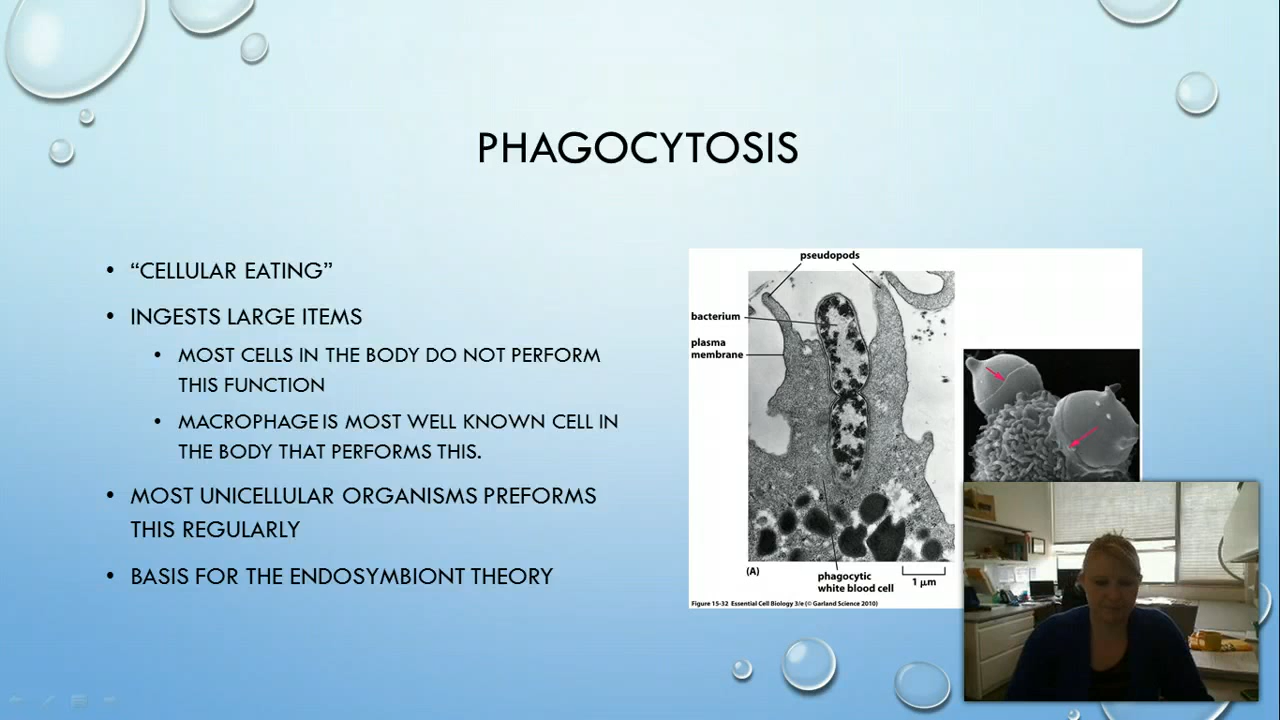 PHAGOCYTOSIS
• “CELLULAR EATING”
• INGESTS LARGE ITEMS
• MOST CELLS IN THE BODY DO NOT PERFORM
THIS FUNCTION
• MACROPHAGE IS MOST WELL KNOWN CELL IN
THE BODY THAT PERFORMS THIS.
• MOST UNICELLULAR ORGANISMS PREFORMS
THIS REGULARLY
• BASIS FOR THE ENDOSYMBIONT THEORY
pseudopods
bacterium
plasma
membrane
(A)
phagocytic
white blood cell
1 μm
Figure 15-32 Essential Cell Biology 3/e (© Garland Science 2010)